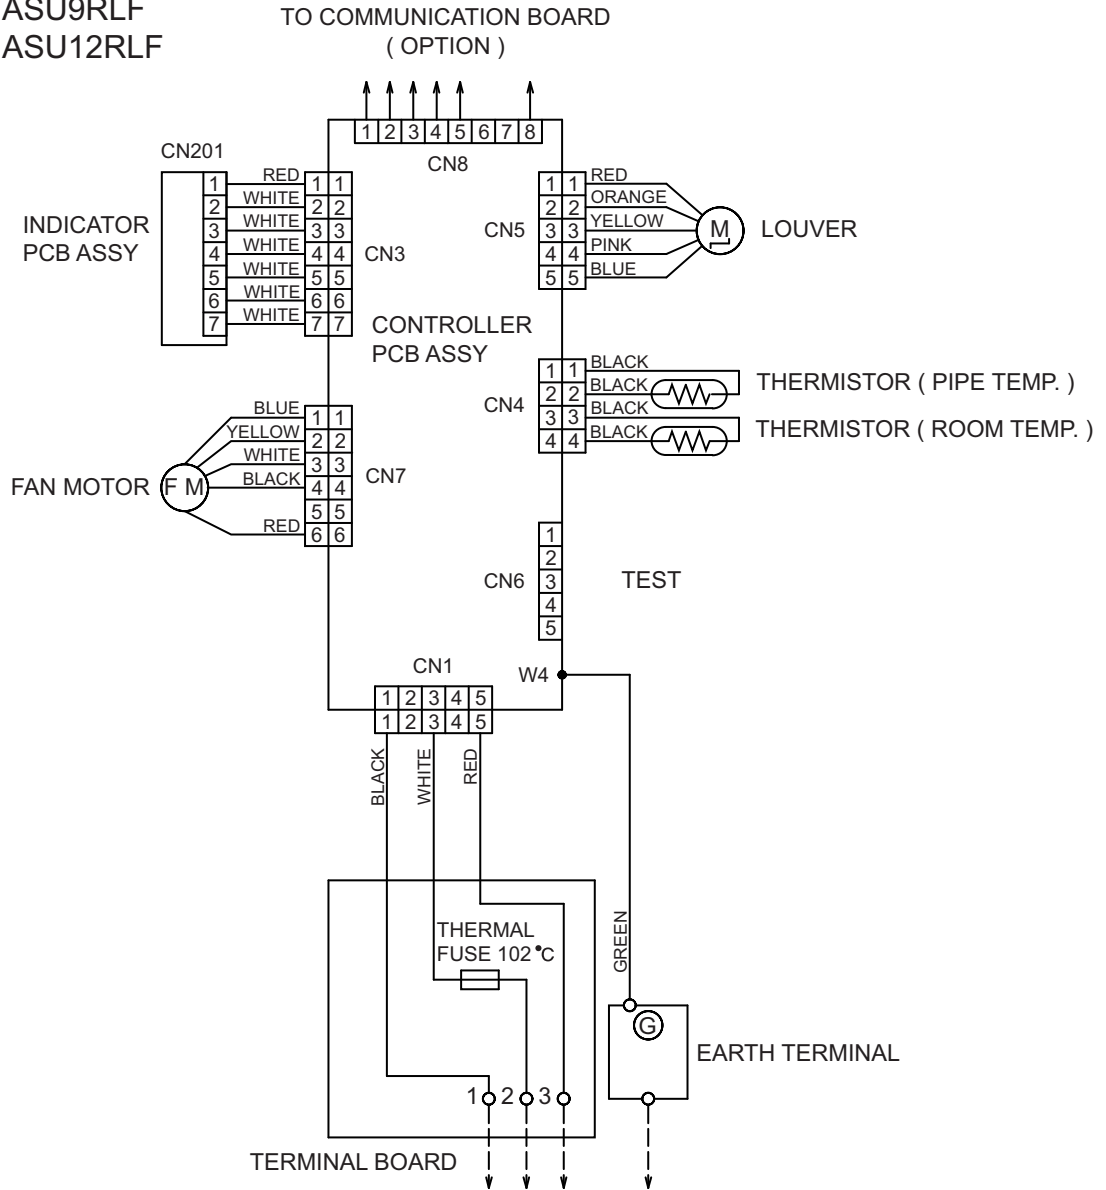 ASU9RLF
ASU12RLF
TO COMMUNICATION BOARD
( OPTION )
1 2 3 4 5 6 7 8
CN8
CN201
INDICATOR
PCB ASSY
1 RED 1 1
2 WHITE 2 2
3 WHITE 3 3
4 WHITE 4 4
5 WHITE 5 5
6 WHITE 6 6
7 WHITE 7 7
CN3
CONTROLLER
PCB ASSY
CN5
1 1 RED
2 2 ORANGE
3 3 YELLOW
4 4 PINK
5 5 BLUE
M
LOUVER
CN4
1 1 BLACK
2 2 BLACK
3 3 BLACK
4 4 BLACK
THERMISTOR ( PIPE TEMP. )
THERMISTOR ( ROOM TEMP. )
FAN MOTOR
F M
BLUE 1 1
YELLOW 2 2
WHITE 3 3
BLACK 4 4
5 5
RED 6 6
CN7
CN6
1
2
3
4
5
TEST
CN1
W4
1 2 3 4 5
1 2 3 4 5
BLACK
WHITE
RED
GREEN
THERMAL
FUSE 102 °C
G
EARTH TERMINAL
1 2 3
TERMINAL BOARD